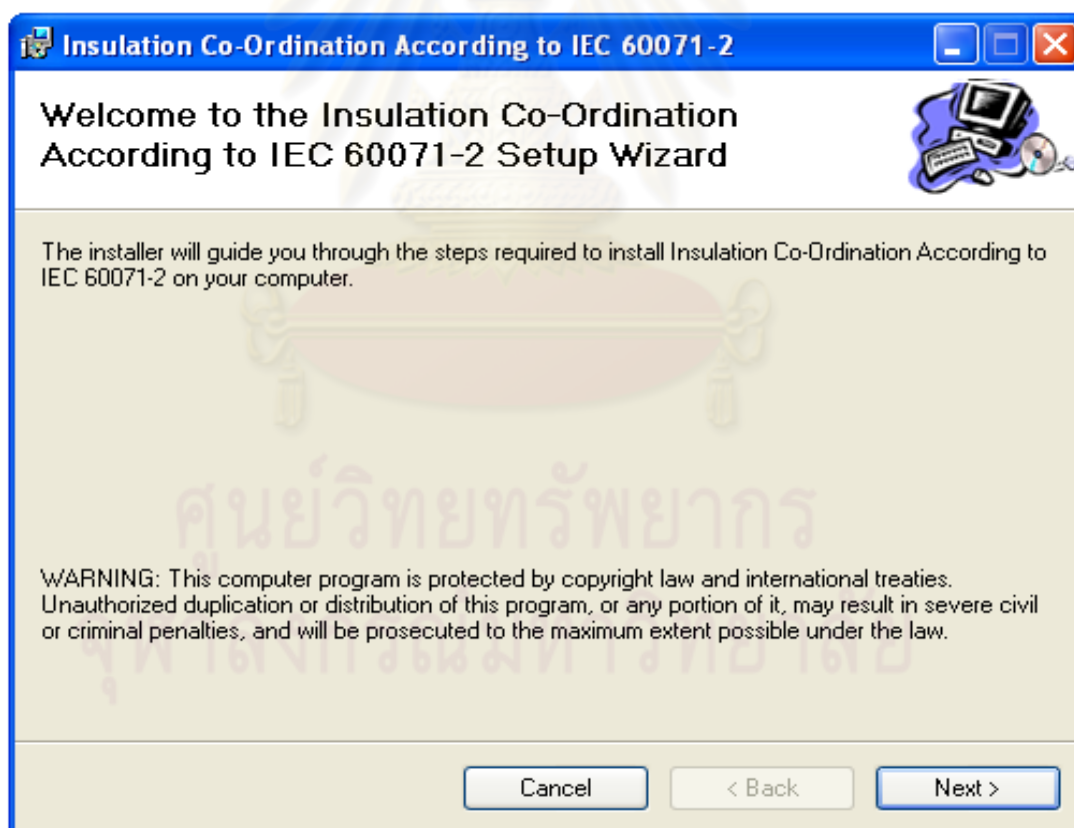 Insulation Co-Ordination According to IEC 60071-2
Welcome to the Insulation Co-Ordination
According to IEC 60071-2 Setup Wizard
The installer will guide you through the steps required to install Insulation Co-Ordination According to
IEC 60071-2 on your computer.
ศูนย์วิทยทรัพยากร
WARNING: This computer program is protected by copyright law and international treaties.
Unauthorized duplication or distribution of this program, or any portion of it, may result in severe civil
or criminal penalties, and will be prosecuted to the maximum extent possible under the law.
จุฬาลงกรณ์มหาวิทยาลัย
Cancel
< Back
Next >